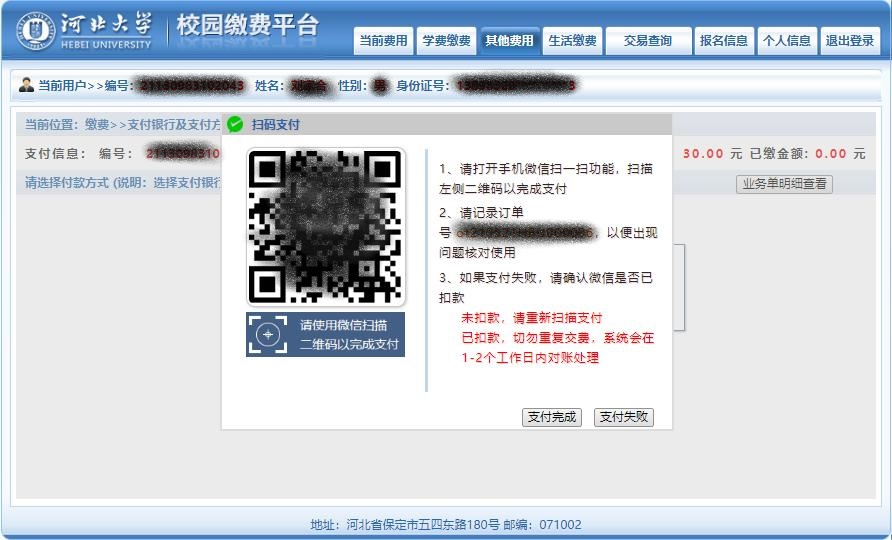 河北大学
HEBEI UNIVERSITY
校园缴费平台
当前费用 学费缴费 其他费用 生活缴费 交易查询 报名信息 个人信息 退出登录
当前用户>>编号： 姓名： 性别： 身份证号：
当前位置：缴费>>支付银行及支付方
扫码支付
支付信息： 编号：
30.00 元 已缴金额: 0.00 元
请选择付款方式 (说明：选择支付银行
业务单明细查看
1、请打开手机微信扫一扫功能，扫描
左侧二维码以完成支付
2、请记录订单
号 ，以便出现
问题核对使用
3、如果支付失败，请确认微信是否已
扣款
未扣款，请重新扫描支付
已扣款，切勿重复交费，系统会在
1-2个工作日内对账处理
请使用微信扫描
二维码以完成支付
支付完成 支付失败
地址：河北省保定市五四东路180号 邮编：071002